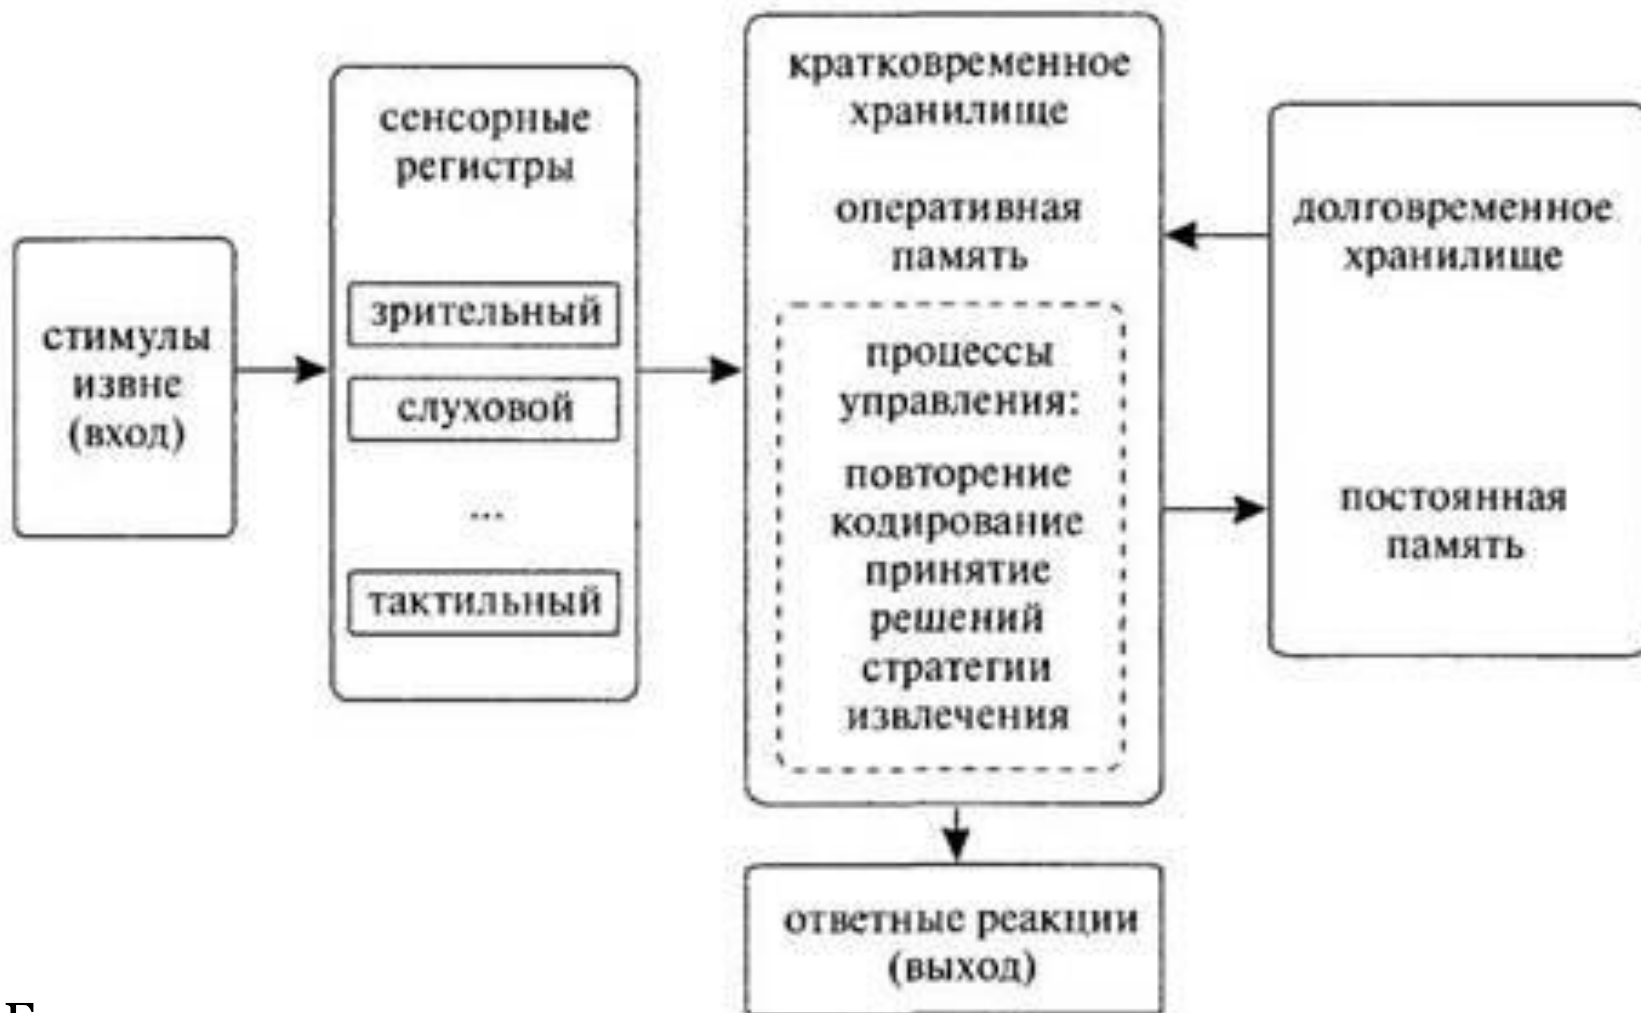 стимулы
извне
(вход)
сенсорные
регистры
зрительный
слуховой
...
тактильный
кратковременное
хранилище
оперативная
память
процессы
управления:
повторение
кодирование
принятие
решений
стратегии
извлечения
долговременное
хранилище
постоянная
память
ответные реакции
(выход)